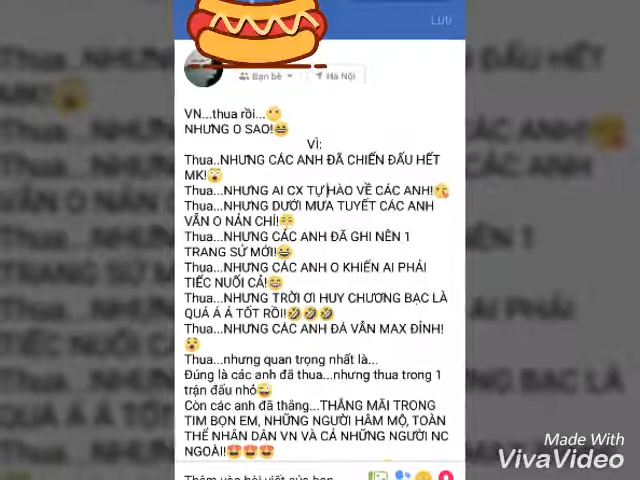 LƯU
Bạn bè
Hà Nội
VN...thua rồi...😶
NHƯNG O SAO!😄
VÌ:
Thua...NHƯNG CÁC ANH ĐÃ CHIẾN ĐẤU HẾT
MK!😲
Thua...NHƯNG AI CX TỰ HÀO VỀ CÁC ANH!😘
Thua...NHƯNG DƯỚI MƯA TUYẾT CÁC ANH
VẪN O NẢN CHÍ!😤
Thua...NHƯNG CÁC ANH ĐÃ GHI NÊN 1
TRANG SỬ MỚI!😄
Thua...NHƯNG CÁC ANH O KHIẾN AI PHẢI
TIẾC NUỐI CẢ!😄
Thua...NHƯNG TRỜI ƠI HUY CHƯƠNG BẠC LÀ
QUÁ Á Á TỐT RỒI!🤣🤣🤣
Thua...NHƯNG CÁC ANH ĐÁ VẪN MAX ĐỈNH!
😲
Thua...nhưng quan trọng nhất là...
Đúng là các anh đã thua...nhưng thua trong 1
trận đấu nhỏ😜
Còn các anh đã thắng...THẮNG MÃI TRONG
TIM BỌN EM, NHỮNG NGƯỜI HÂM MỘ, TOÀN
THỂ NHÂN DÂN VN VÀ CẢ NHỮNG NGƯỜI NC
NGOÀI!😍😍😍
Thêm vào bài viết của bạn
Made With
VivaVideo